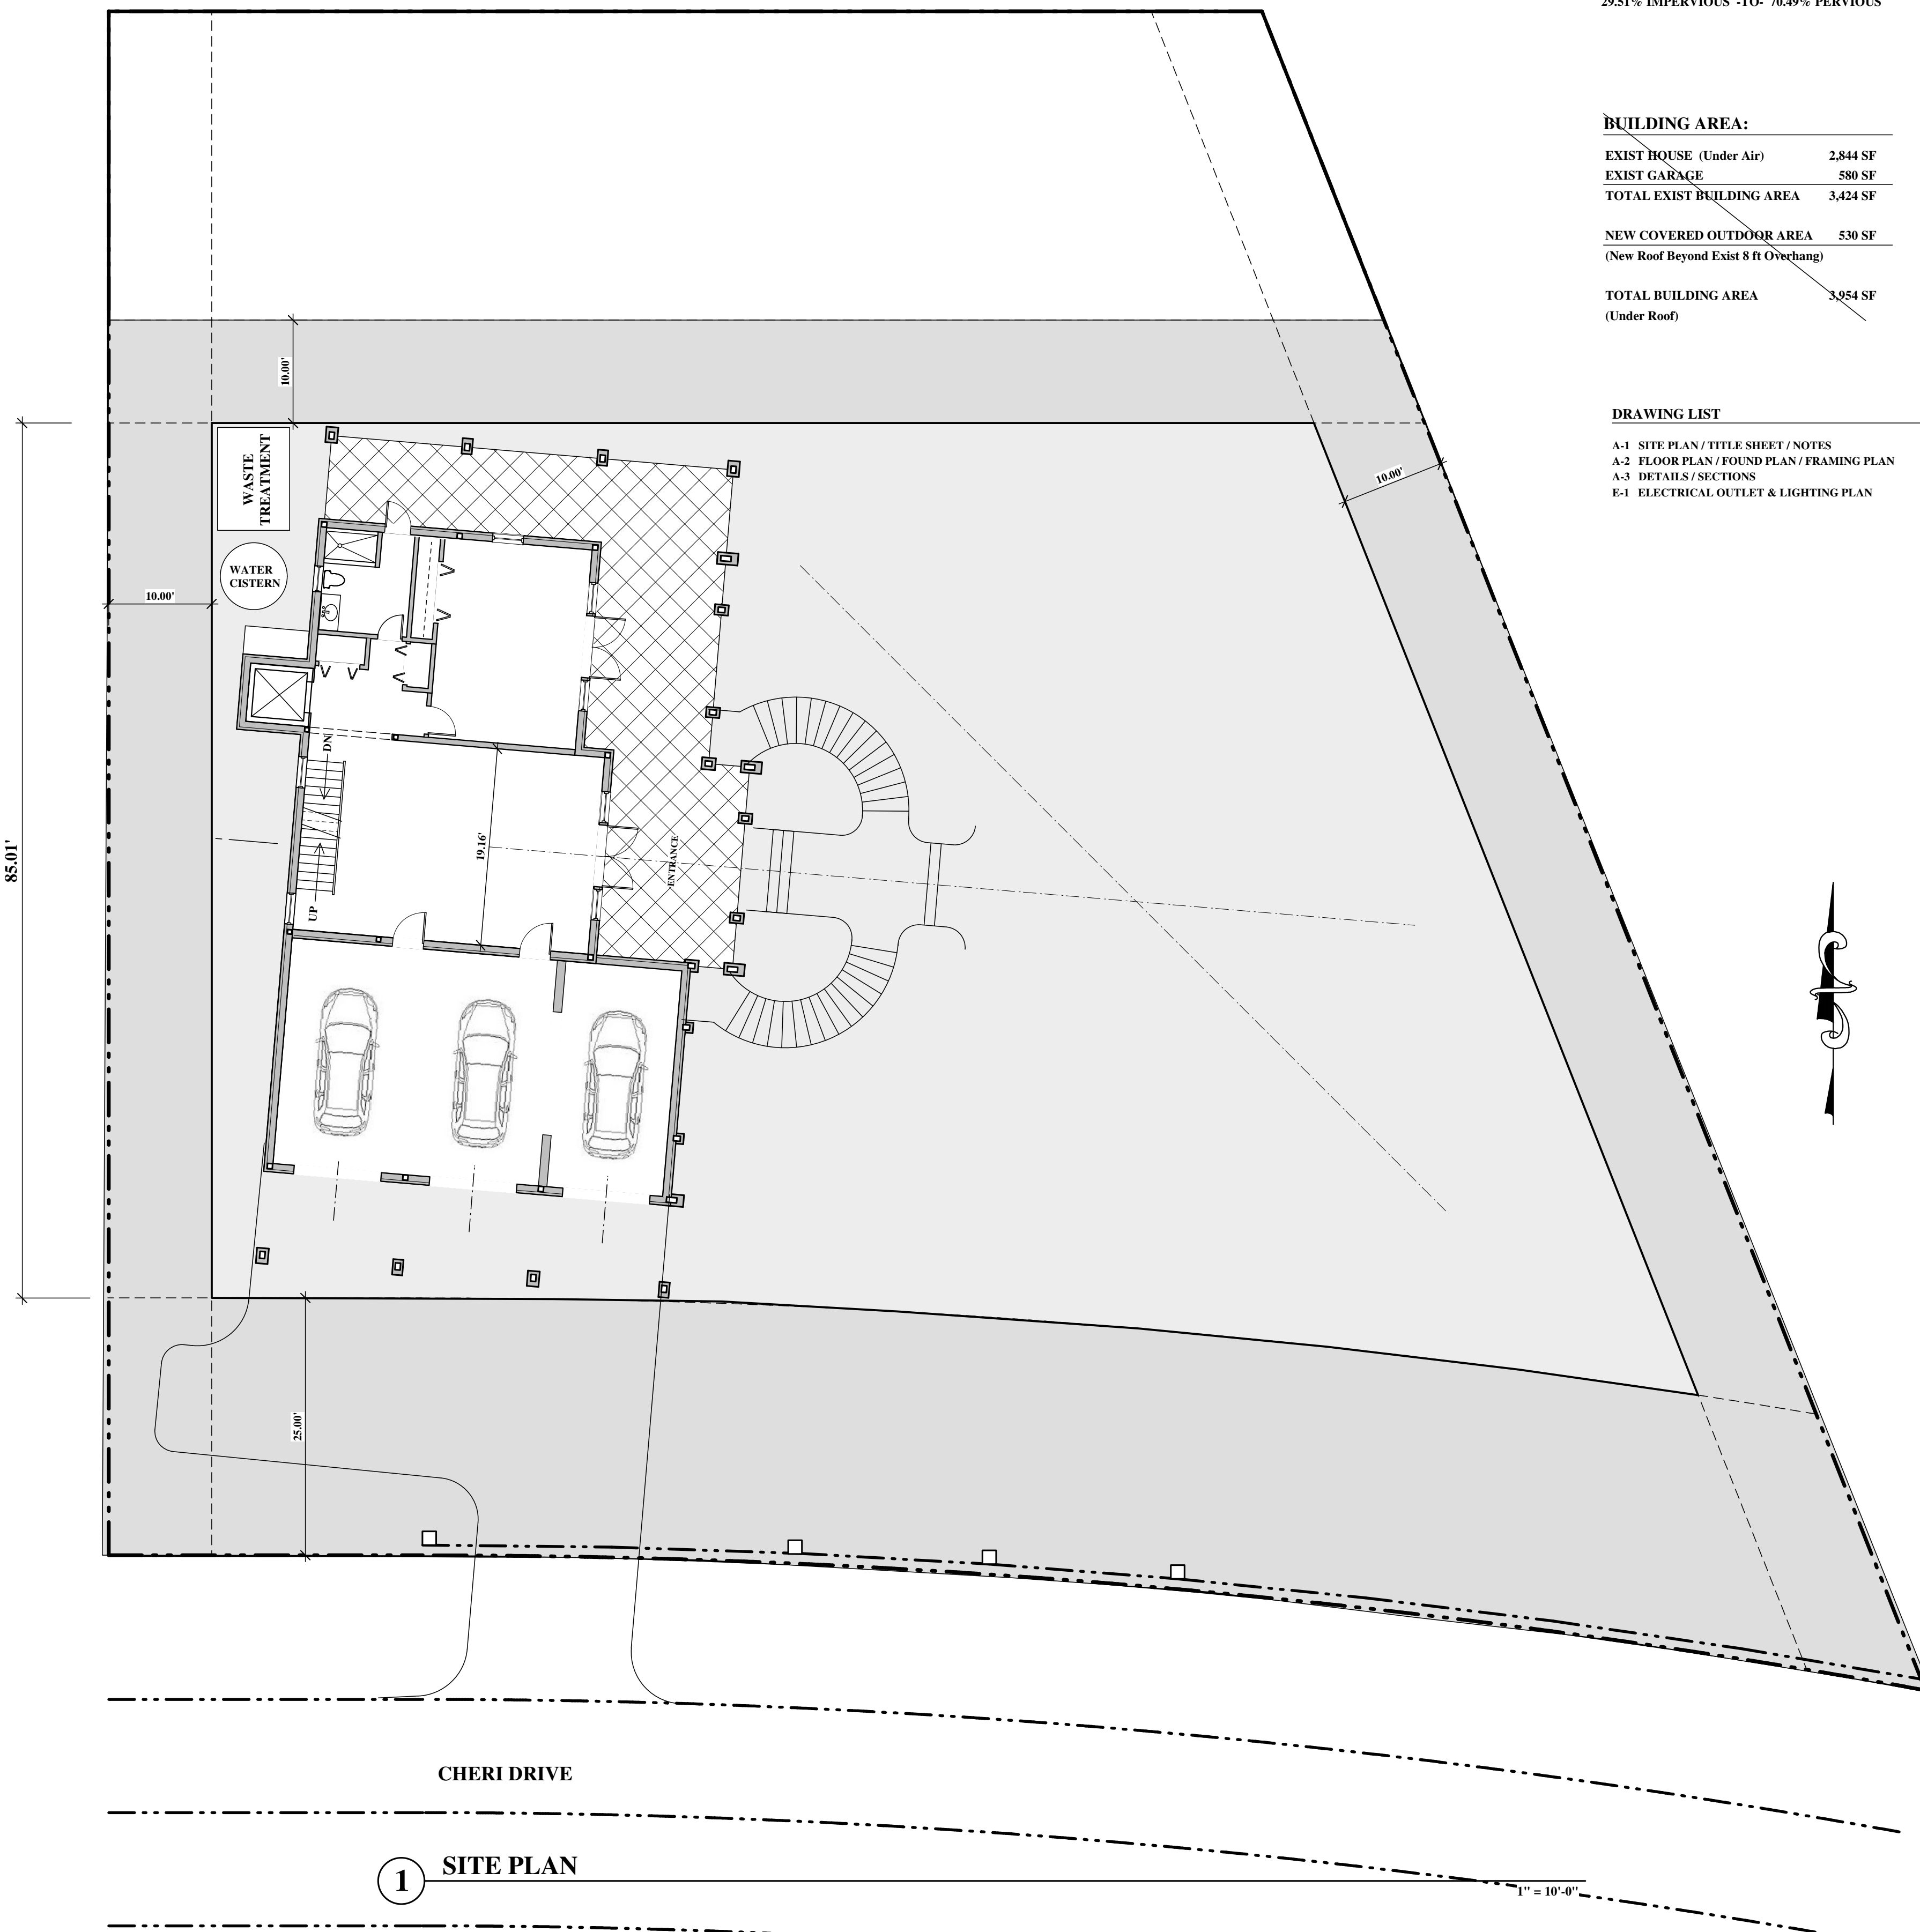 29.51% IMPERVIOUS -TO- 70.49% PERVIOUS
BUILDING AREA:
EXIST HOUSE (Under Air) 2,844 SF
EXIST GARAGE 580 SF
TOTAL EXIST BUILDING AREA 3,424 SF
NEW COVERED OUTDOOR AREA 530 SF
(New Roof Beyond Exist 8 ft Overhang)
TOTAL BUILDING AREA 3,954 SF
(Under Roof)
DRAWING LIST
A-1 SITE PLAN / TITLE SHEET / NOTES
A-2 FLOOR PLAN / FOUND PLAN / FRAMING PLAN
A-3 DETAILS / SECTIONS
E-1 ELECTRICAL OUTLET & LIGHTING PLAN
10.00'
10.00'
WASTE
TREATMENT
WATER
CISTERN
10.00'
DN
19.16'
ENTRANCE
UP
85.01'
25.00'
CHERI DRIVE
1 SITE PLAN
1" = 10'-0"